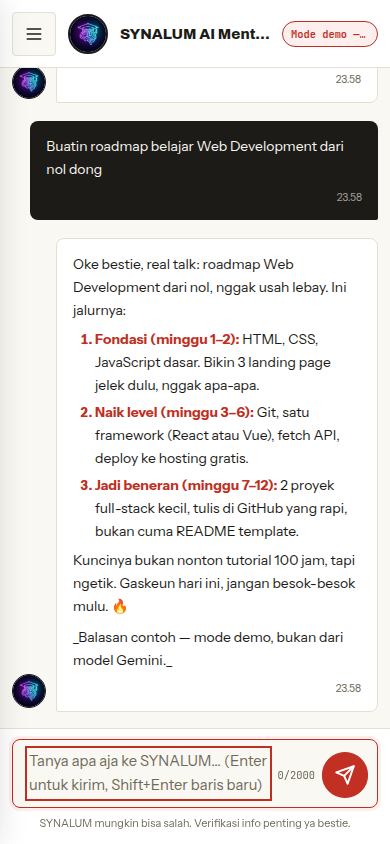 SYNALUM AI Ment…
Mode demo —…
23.58
Buatin roadmap belajar Web Development dari
nol dong
23.58
Oke bestie, real talk: roadmap Web
Development dari nol, nggak usah lebay. Ini
jalurnya:
1. Fondasi (minggu 1–2): HTML, CSS,
JavaScript dasar. Bikin 3 landing page
jelek dulu, nggak apa-apa.
2. Naik level (minggu 3–6): Git, satu
framework (React atau Vue), fetch API,
deploy ke hosting gratis.
3. Jadi beneran (minggu 7–12): 2 proyek
full-stack kecil, tulis di GitHub yang rapi,
bukan cuma README template.
Kuncinya bukan nonton tutorial 100 jam, tapi
ngetik. Gaskeun hari ini, jangan besok-besok
mulu. 🔥
_Balasan contoh — mode demo, bukan dari
model Gemini._
23.58
Tanya apa aja ke SYNALUM... (Enter
untuk kirim, Shift+Enter baris baru)
0/2000
SYNALUM mungkin bisa salah. Verifikasi info penting ya bestie.